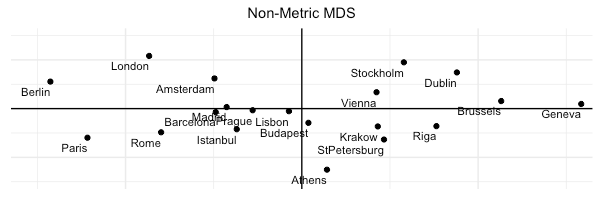 Non-Metric MDS
London
Stockholm
Berlin
Amsterdam
Dublin
Vienna
Brussels
Geneva
Madrid
Barcelona
Prague
Lisbon
Budapest
Paris
Rome
Istanbul
Krakow
Riga
StPetersburg
Athens